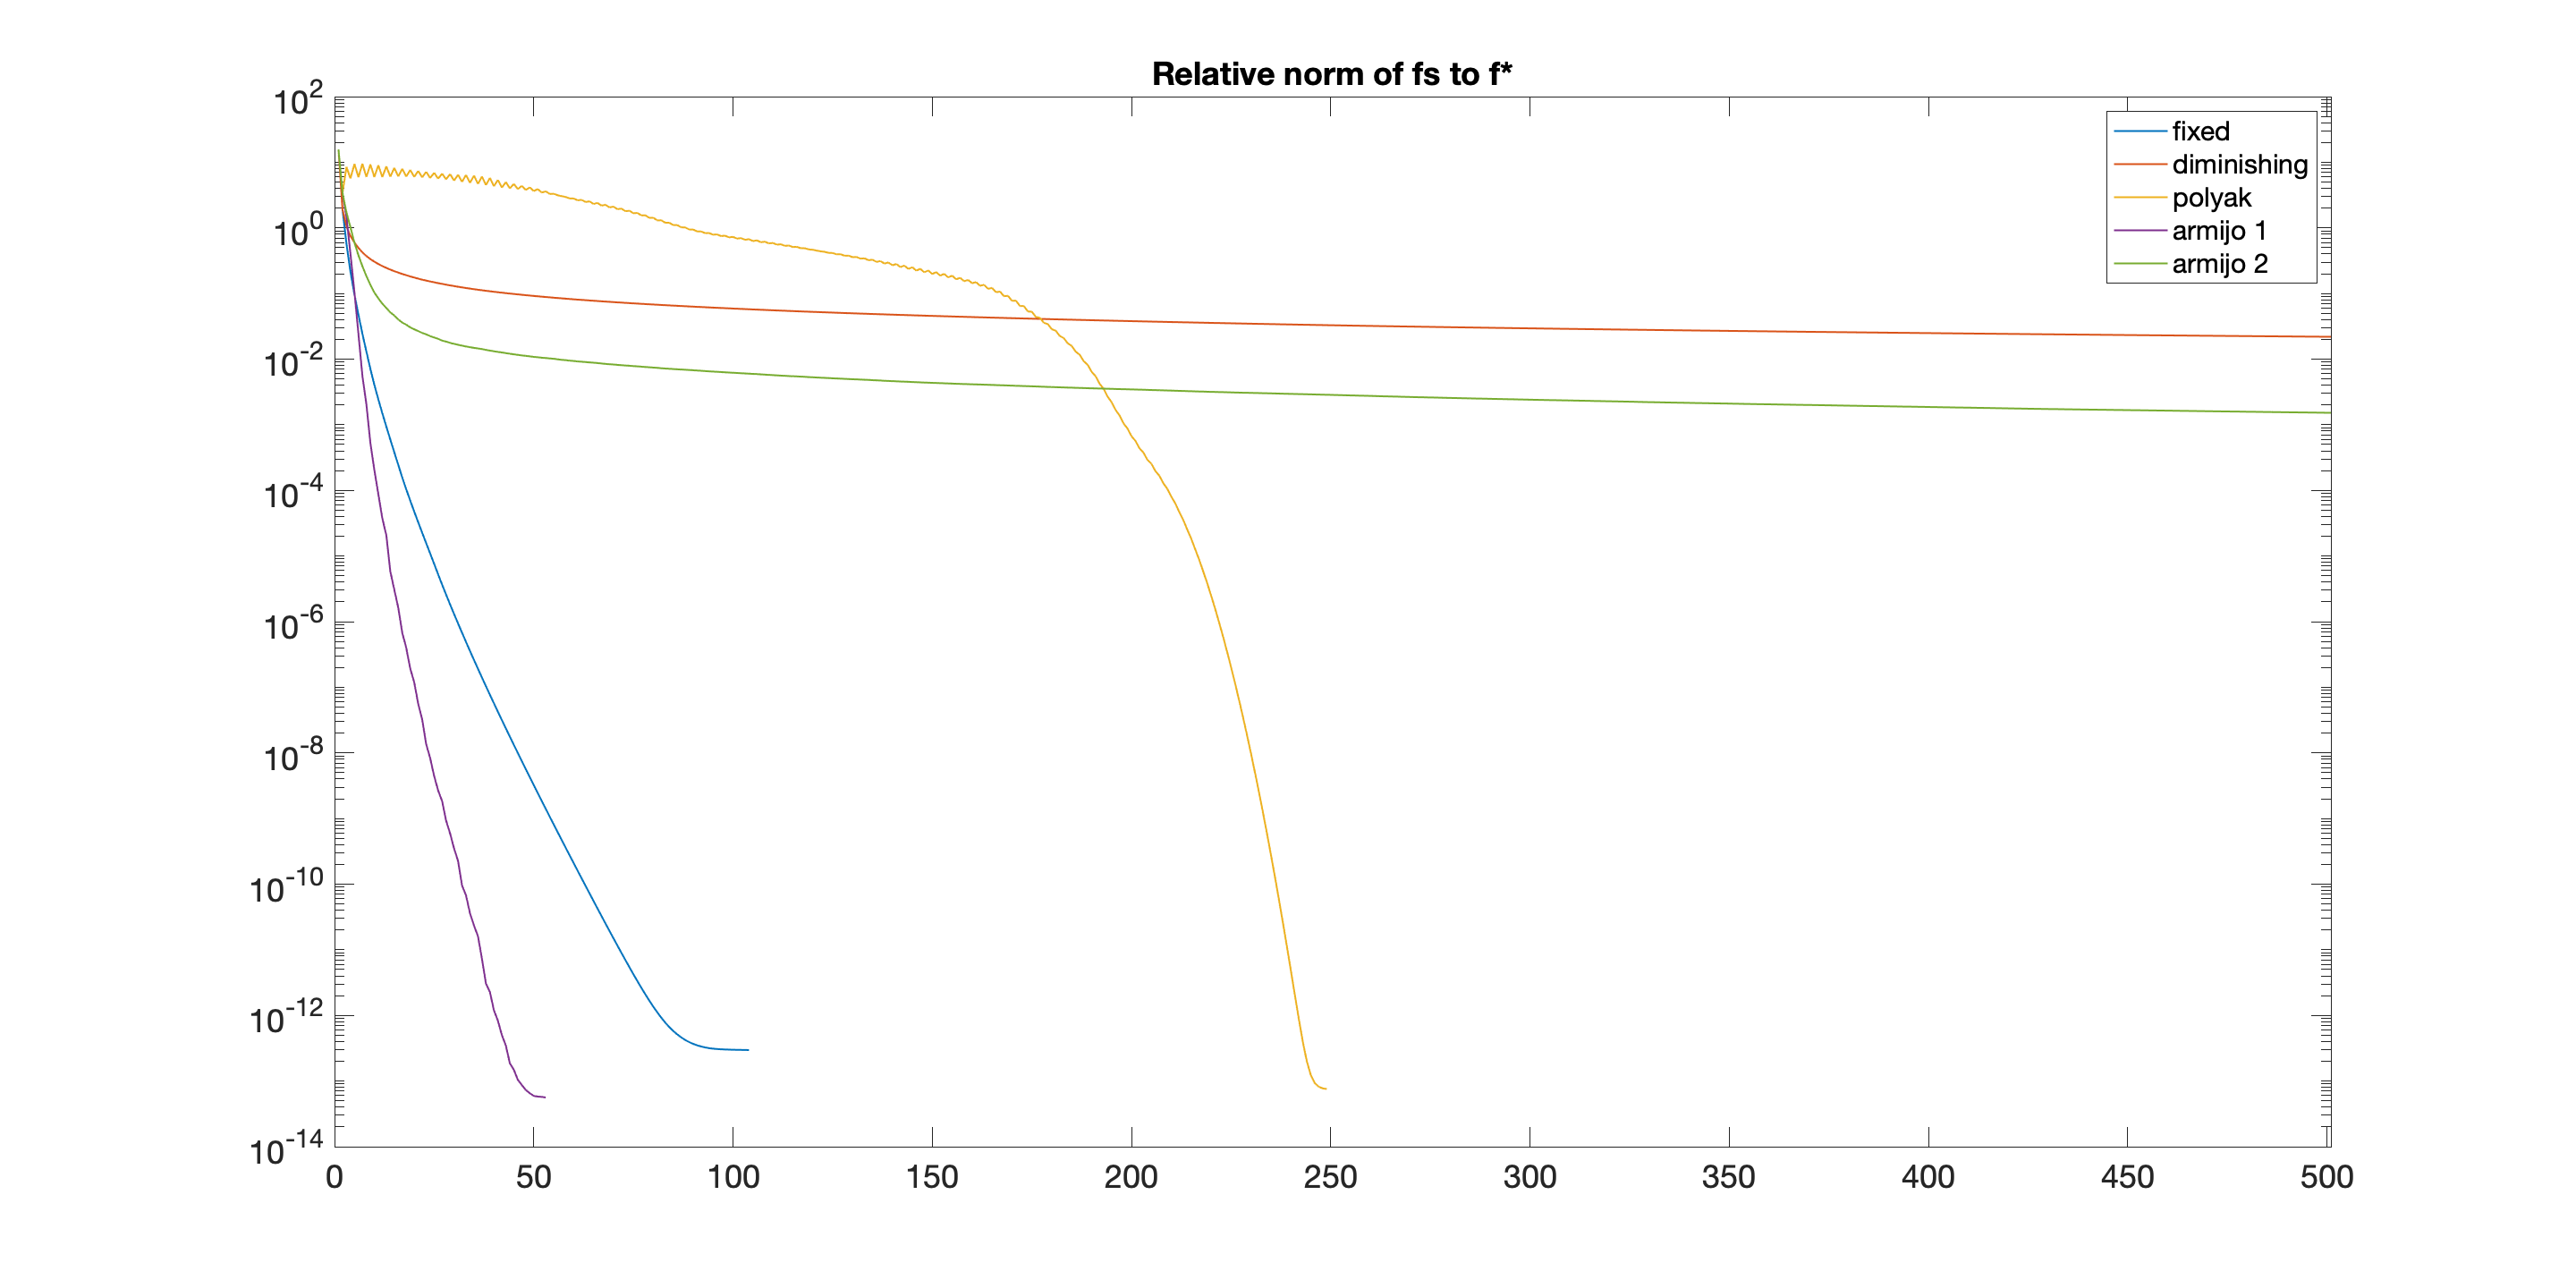 Relative norm of fs to f*
10^2
10^0
10^-2
10^-4
10^-6
10^-8
10^-10
10^-12
10^-14
0 50 100 150 200 250 300 350 400 450 500
fixed
diminishing
polyak
armijo 1
armijo 2